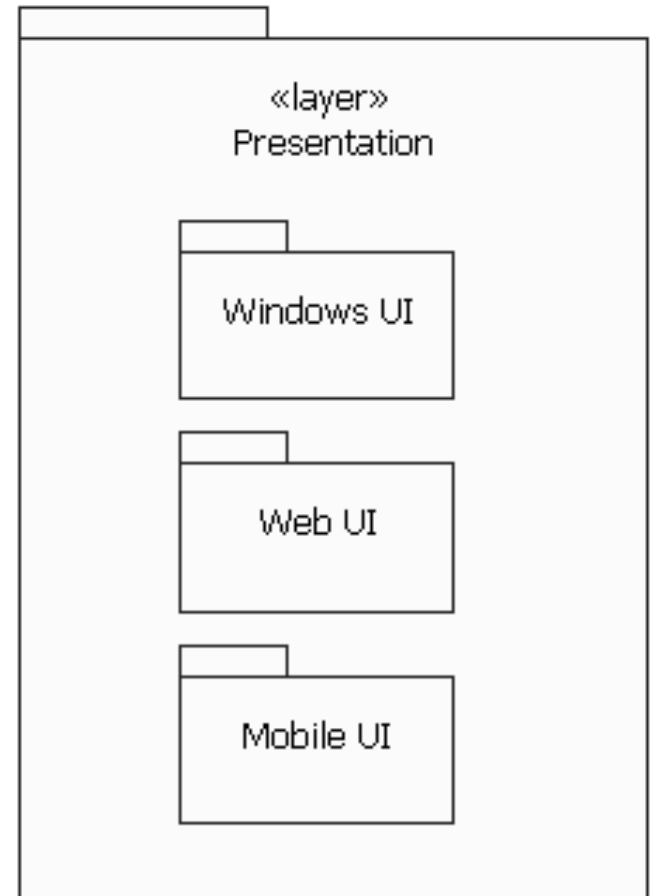 «layer»
Presentation
Windows UI
Web UI
Mobile UI